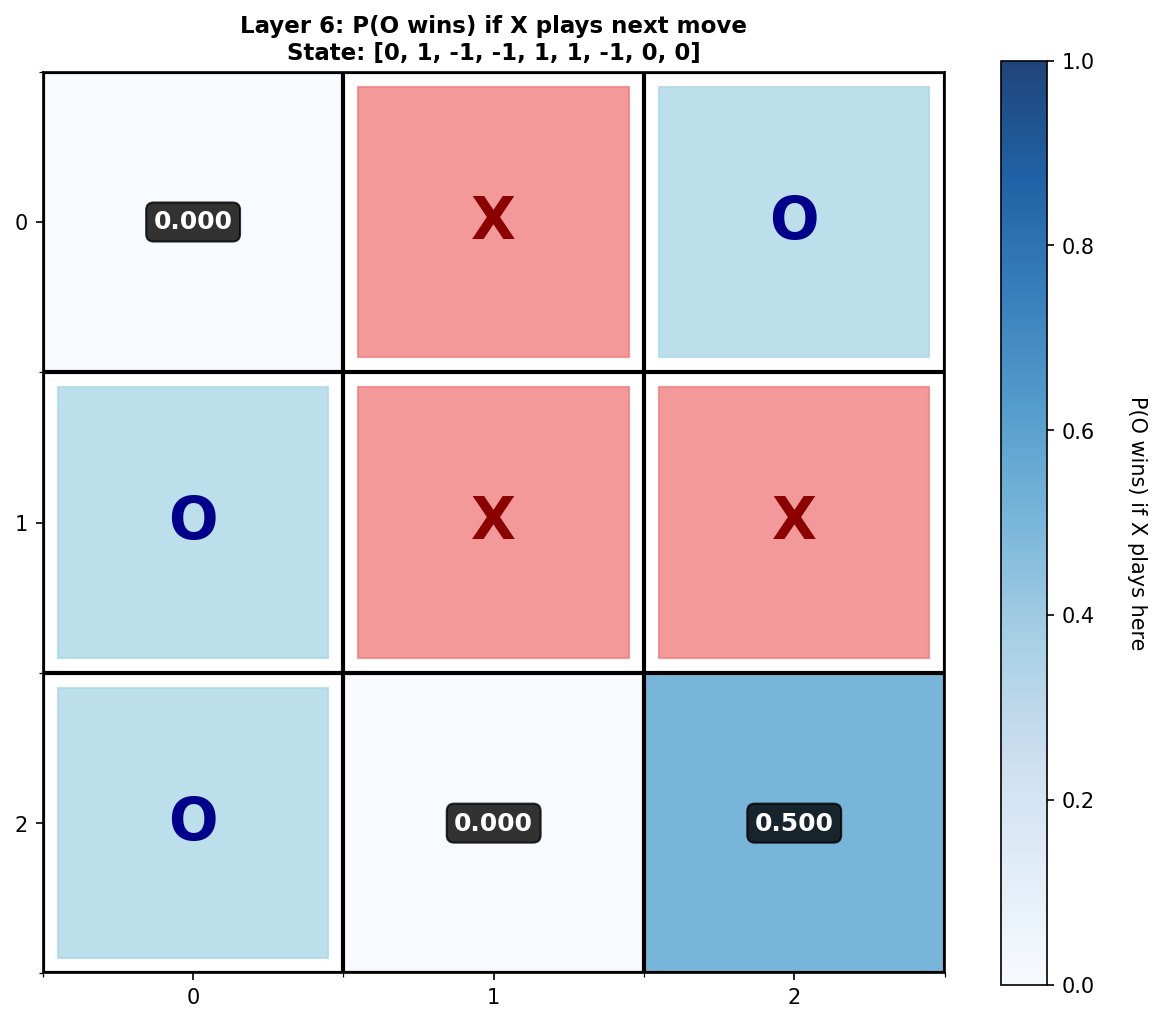 Layer 6: P(O wins) if X plays next move
State: [0, 1, -1, -1, 1, 1, -1, 0, 0]
0
0.000
X
O
1
O
X
X
2
O
0.000
0.500
0
1
2
1.0
0.8
0.6
0.4
0.2
0.0
P(O wins) if X plays here